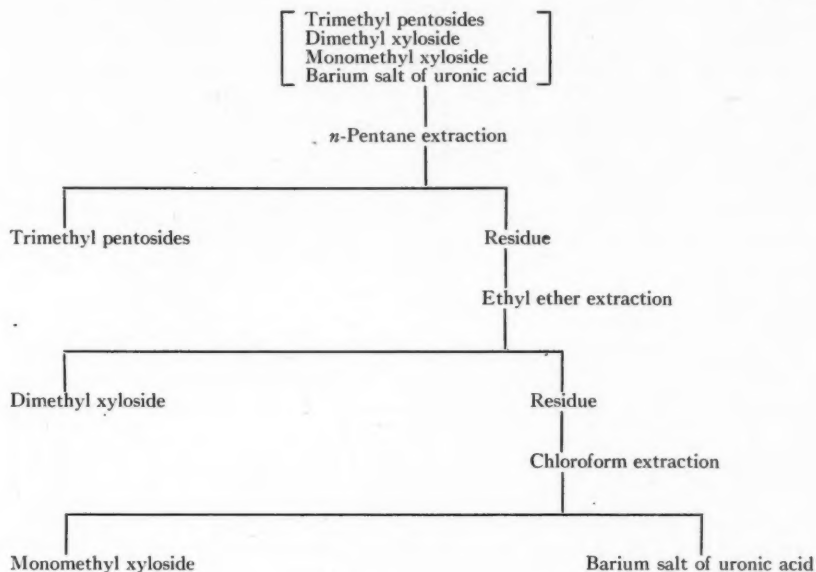 Trimethyl pentosides
Dimethyl xyloside
Monomethyl xyloside
Barium salt of uronic acid
n-Pentane extraction
Trimethyl pentosides
Residue
Ethyl ether extraction
Dimethyl xyloside
Residue
Chloroform extraction
Monomethyl xyloside
Barium salt of uronic acid